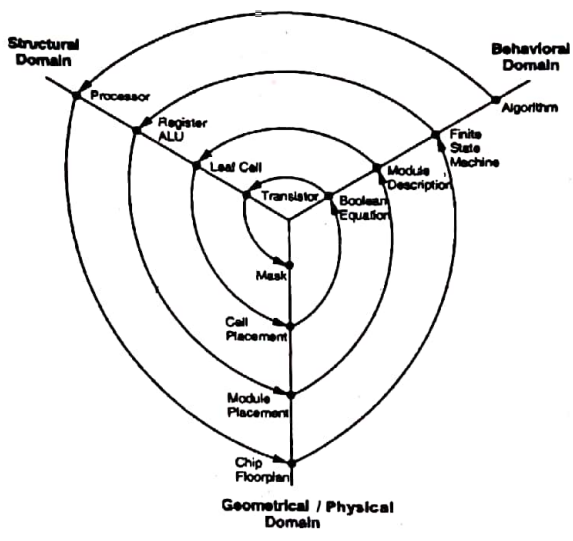 Structural
Domain
Behavioral
Domain
Processor
Algorithm
Register
ALU
Finite
State
Machine
Leaf Cell
Module
Description
Transistor
Boolean
Equation
Mask
Cell
Placement
Module
Placement
Chip
Floorplan
Geometrical / Physical
Domain